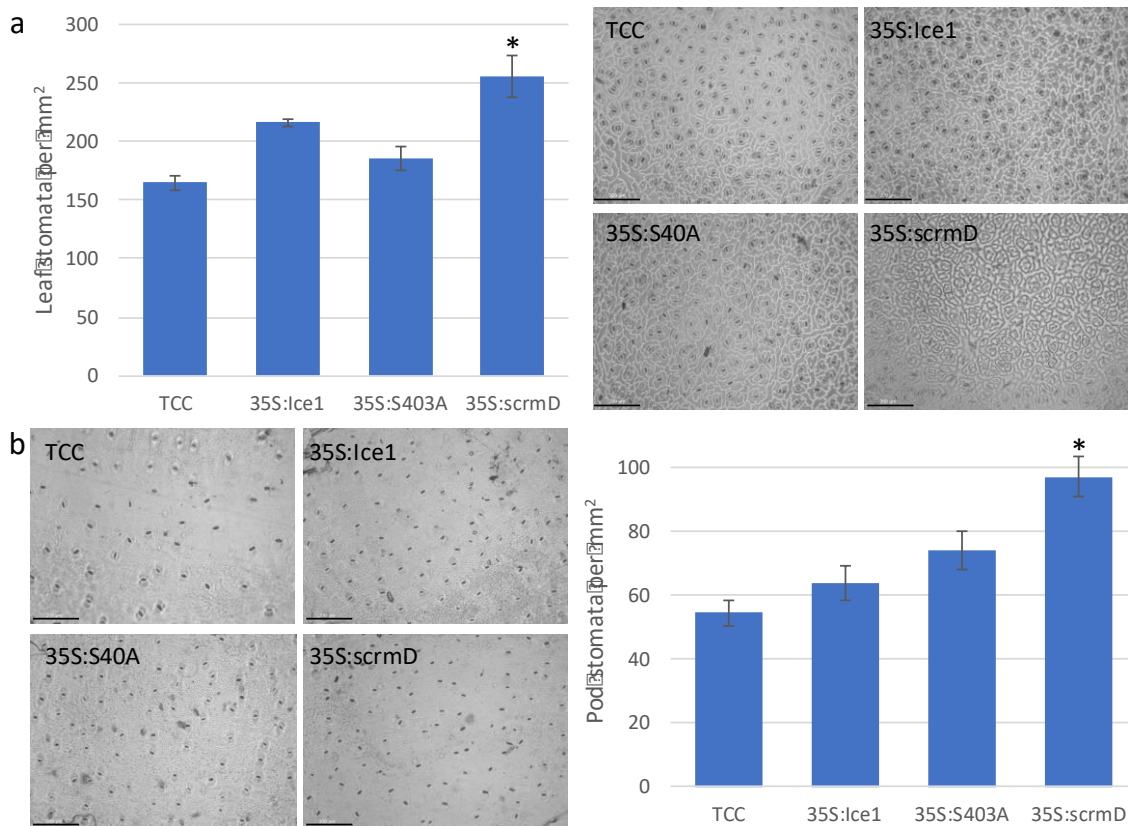 a
300
250
200
150
100
50
0
Leaf stomata per mm2
*
TCC
35S:Ice1
35S:S403A
35S:scrmD
TCC
35S:Ice1
35S:S40A
35S:scrmD
b
TCC
35S:Ice1
35S:S40A
35S:scrmD
100
80
60
40
20
0
Pod stomata per mm2
*
TCC
35S:Ice1
35S:S403A
35S:scrmD